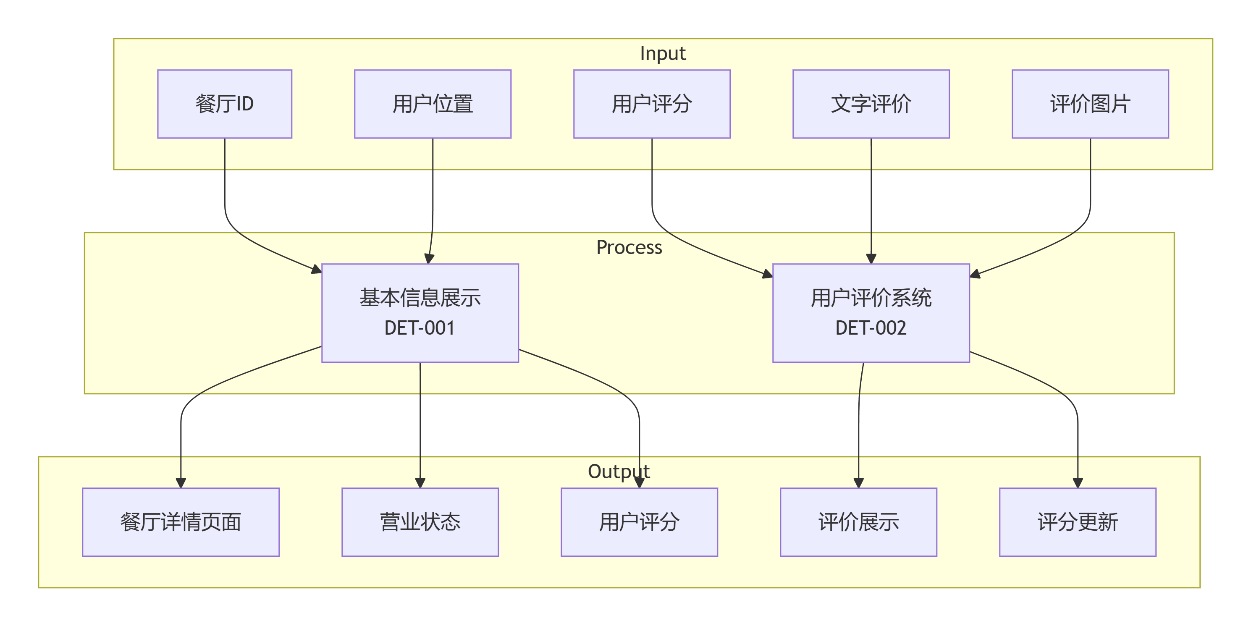 Input
餐厅ID
用户位置
用户评分
文字评价
评价图片
Process
基本信息展示
DET-001
用户评价系统
DET-002
Output
餐厅详情页面
营业状态
用户评分
评价展示
评分更新